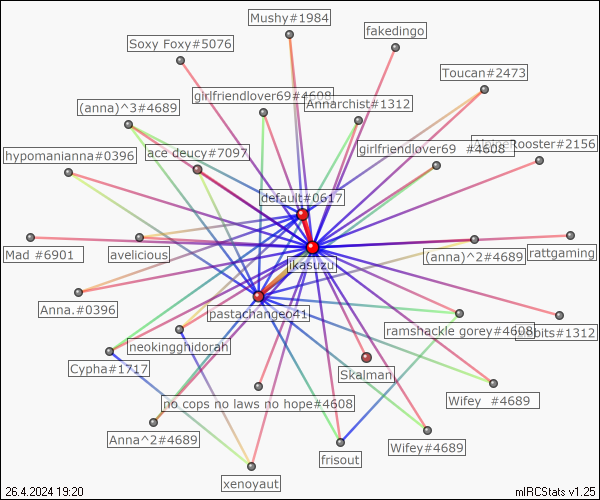 Mushy#1984
fakedingo
Soxy Foxy#5076
Toucan#2473
girlfriendlover69#4608
Annarchist#1312
(anna)^3#4689
ace deucy#7097
girlfriendlover69 #4608
Rooster#2156
hypomanianna#0396
default#0617
Mad #6901
avelicious
ikasuzu
(anna)^2#4689
rattgaming
Anna.#0396
pastachangeo41
ramshackle gorey#4608
bits#1312
neokingghidorah
Cypha#1717
Skalman
no cops no laws no hope#4608
Wifey #4689
Anna^2#4689
Wifey#4689
frisout
xenoyaut
26.4.2024 19:20
mIRCStats v1.25